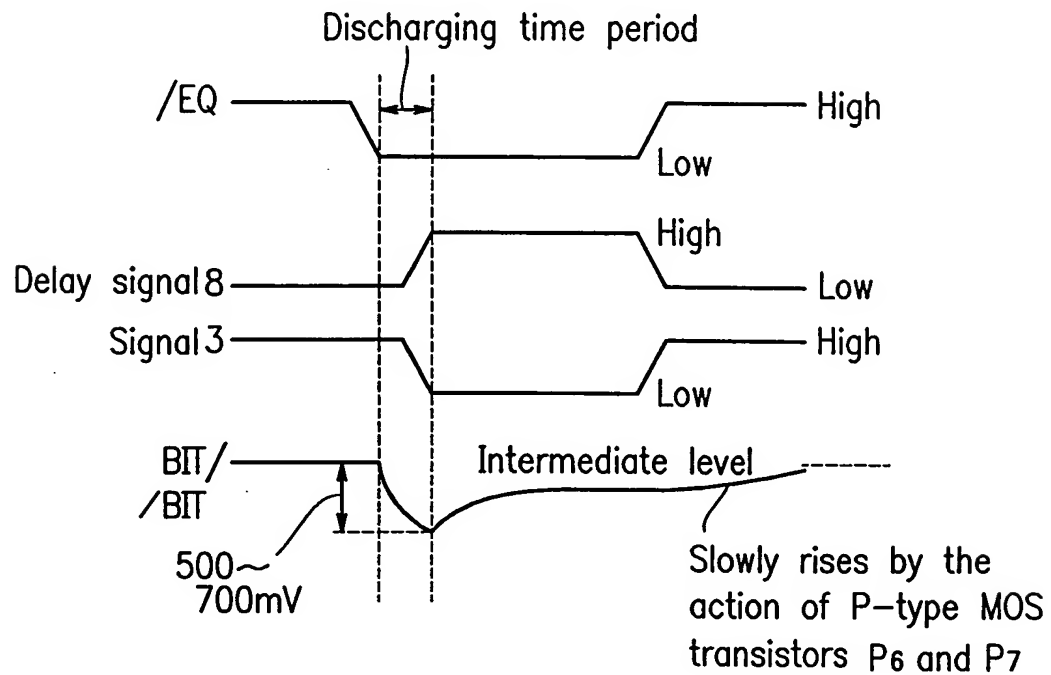 Discharging time period
/EQ
High
Low
High
Delay signal 8
Low
Signal 3
High
Low
BIT/
/BIT
Intermediate level
500~
700mV
Slowly rises by the
action of P-type MOS
transistors P6 and P7